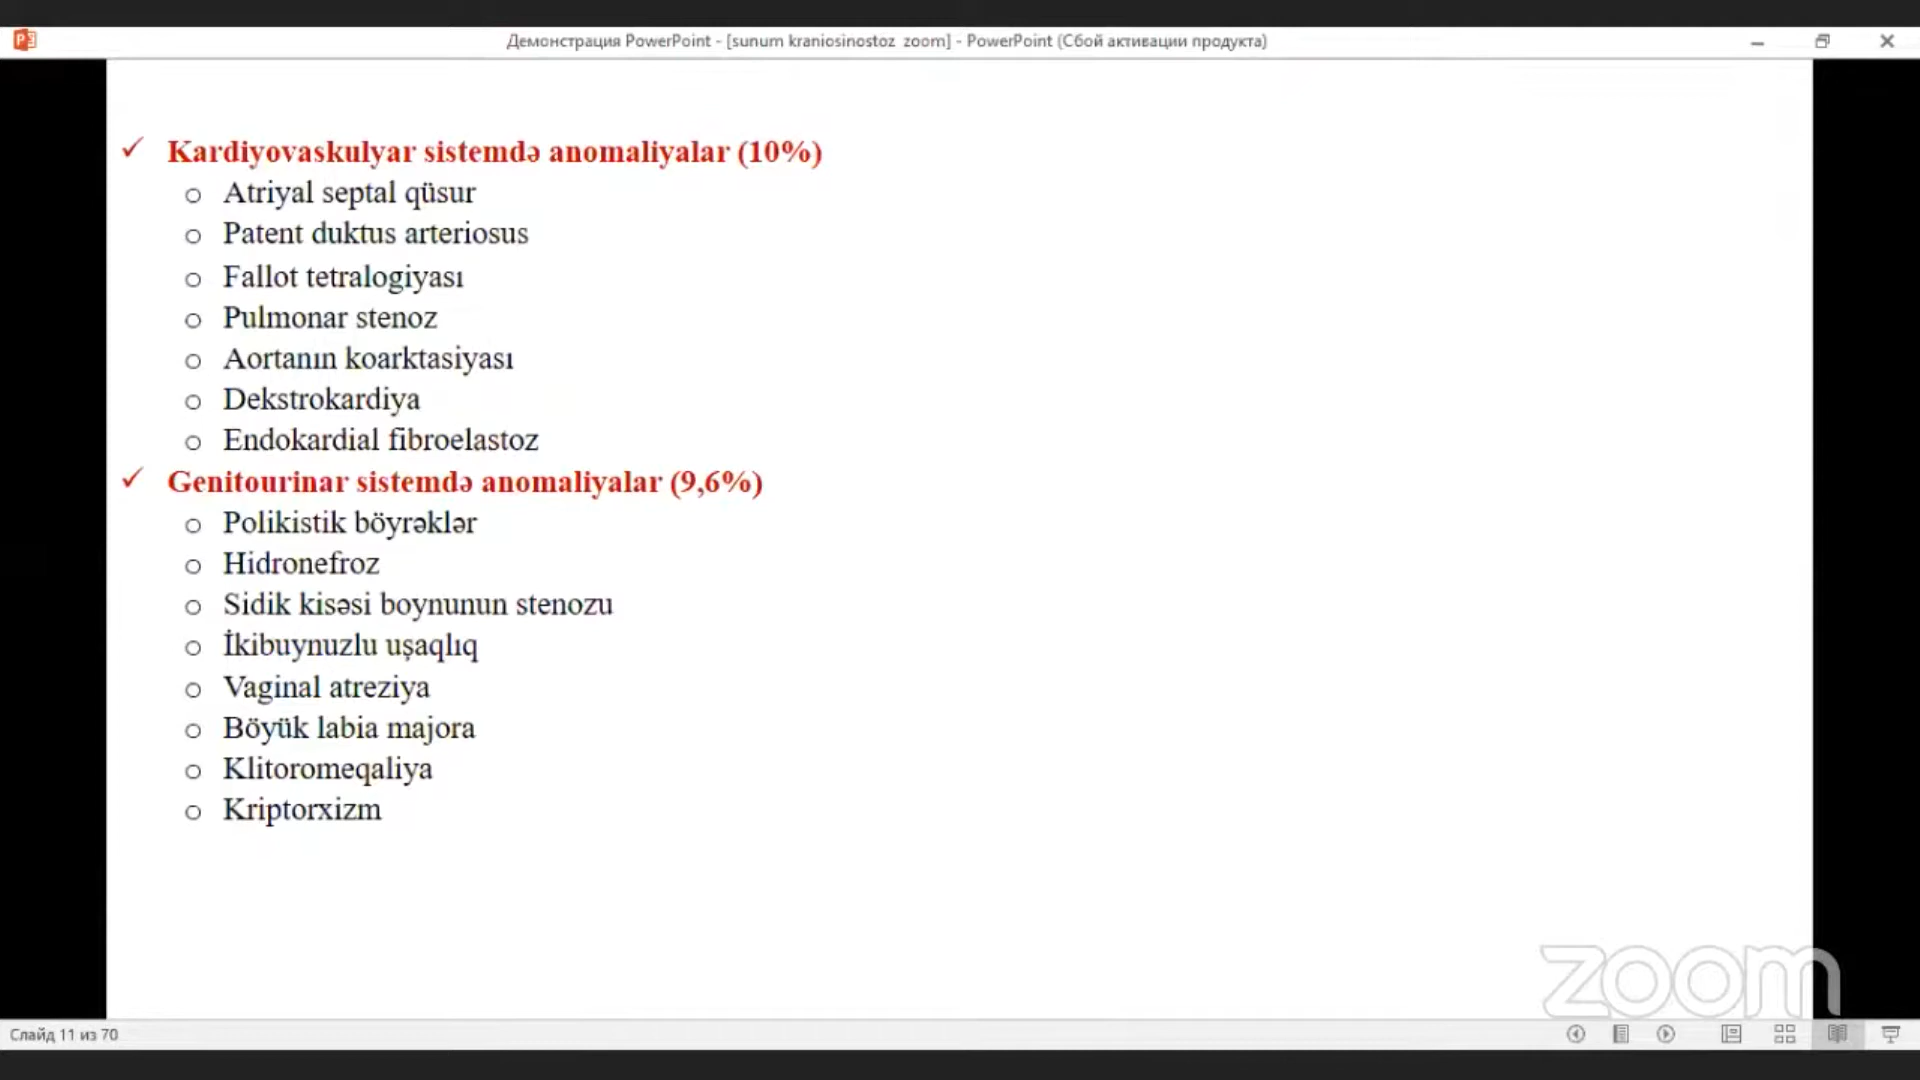 Демонстрация PowerPoint - [sunum kraniosinostoz zoom] - PowerPoint (Сбой активации продукта)
✓ Kardiyovaskulyar sistemdə anomaliyalar (10%)
o Atriyal septal qüsur
o Patent duktus arteriosus
o Fallot tetralogiyası
o Pulmonar stenoz
o Aortanın koarktasiyası
o Dekstrokardiya
o Endokardial fibroelastoz
✓ Genitourinar sistemdə anomaliyalar (9,6%)
o Polikistik böyrəklər
o Hidronefroz
o Sidik kisəsi boynunun stenozu
o İkibuynuzlu uşaqlıq
o Vaginal atreziya
o Böyük labia majora
o Klitoromeqaliya
o Kriptorxizm
zoom
Слайд 11 из 70